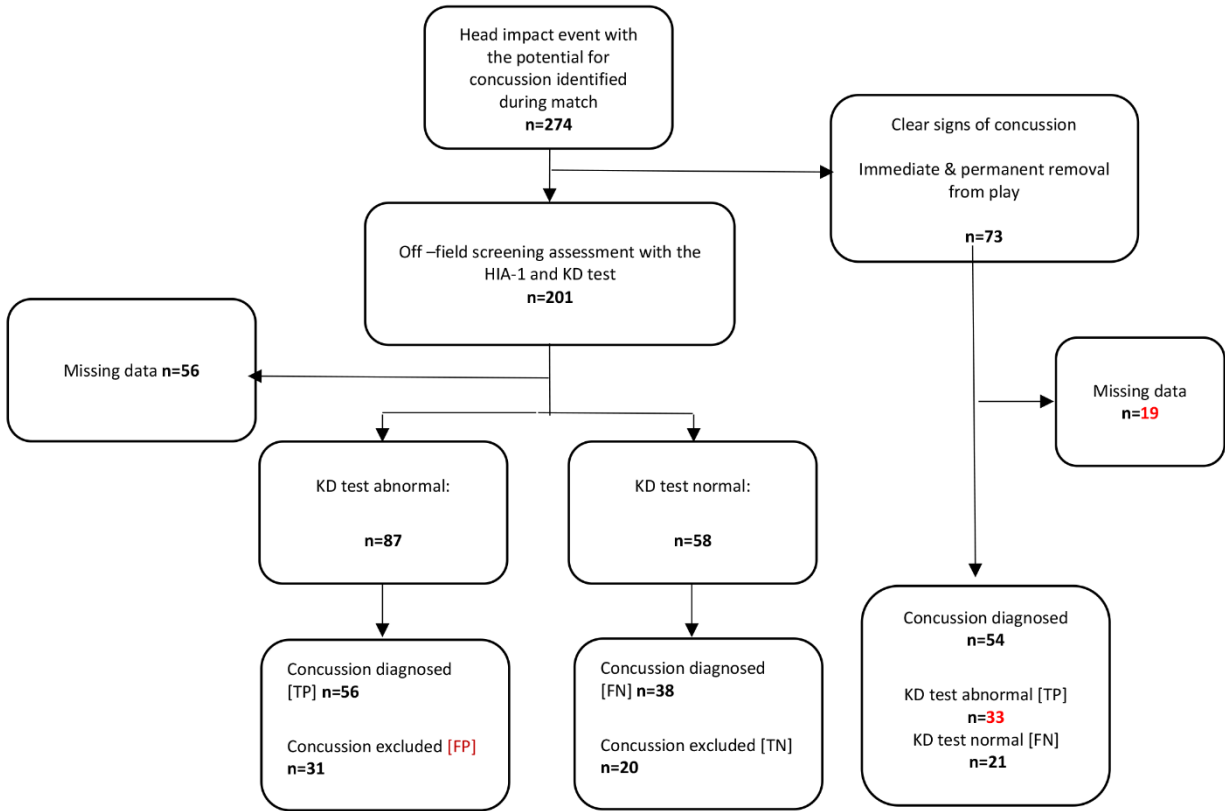 Head impact event with
the potential for
concussion identified
during match
n=274
Clear signs of concussion
Immediate & permanent removal
from play
n=73
Off –field screening assessment with the
HIA-1 and KD test
n=201
Missing data n=56
Missing data
n=19
KD test abnormal:
n=87
KD test normal:
n=58
Concussion diagnosed
[TP] n=56
Concussion excluded [FP]
n=31
Concussion diagnosed
[FN] n=38
Concussion excluded [TN]
n=20
Concussion diagnosed
n=54
KD test abnormal [TP]
n=33
KD test normal [FN]
n=21